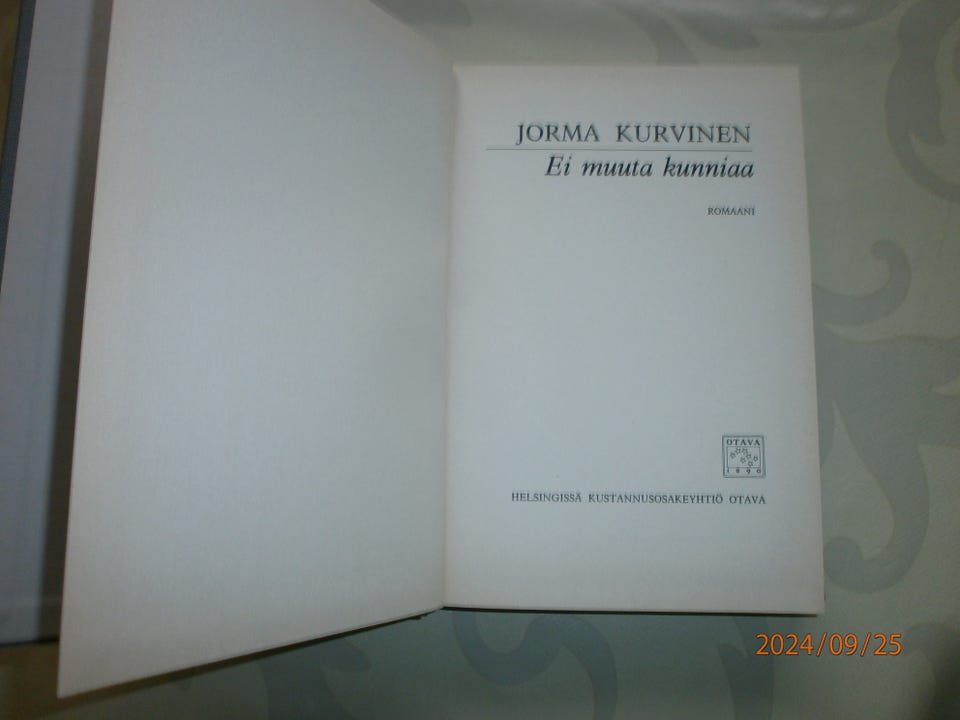 JORMA KURVINEN
Ei muuta kunniaa
ROMAANI
OTAVA
1890
HELSINGISSÄ KUSTANNUSOSAKEYHTIÖ OTAVA
2024/09/25